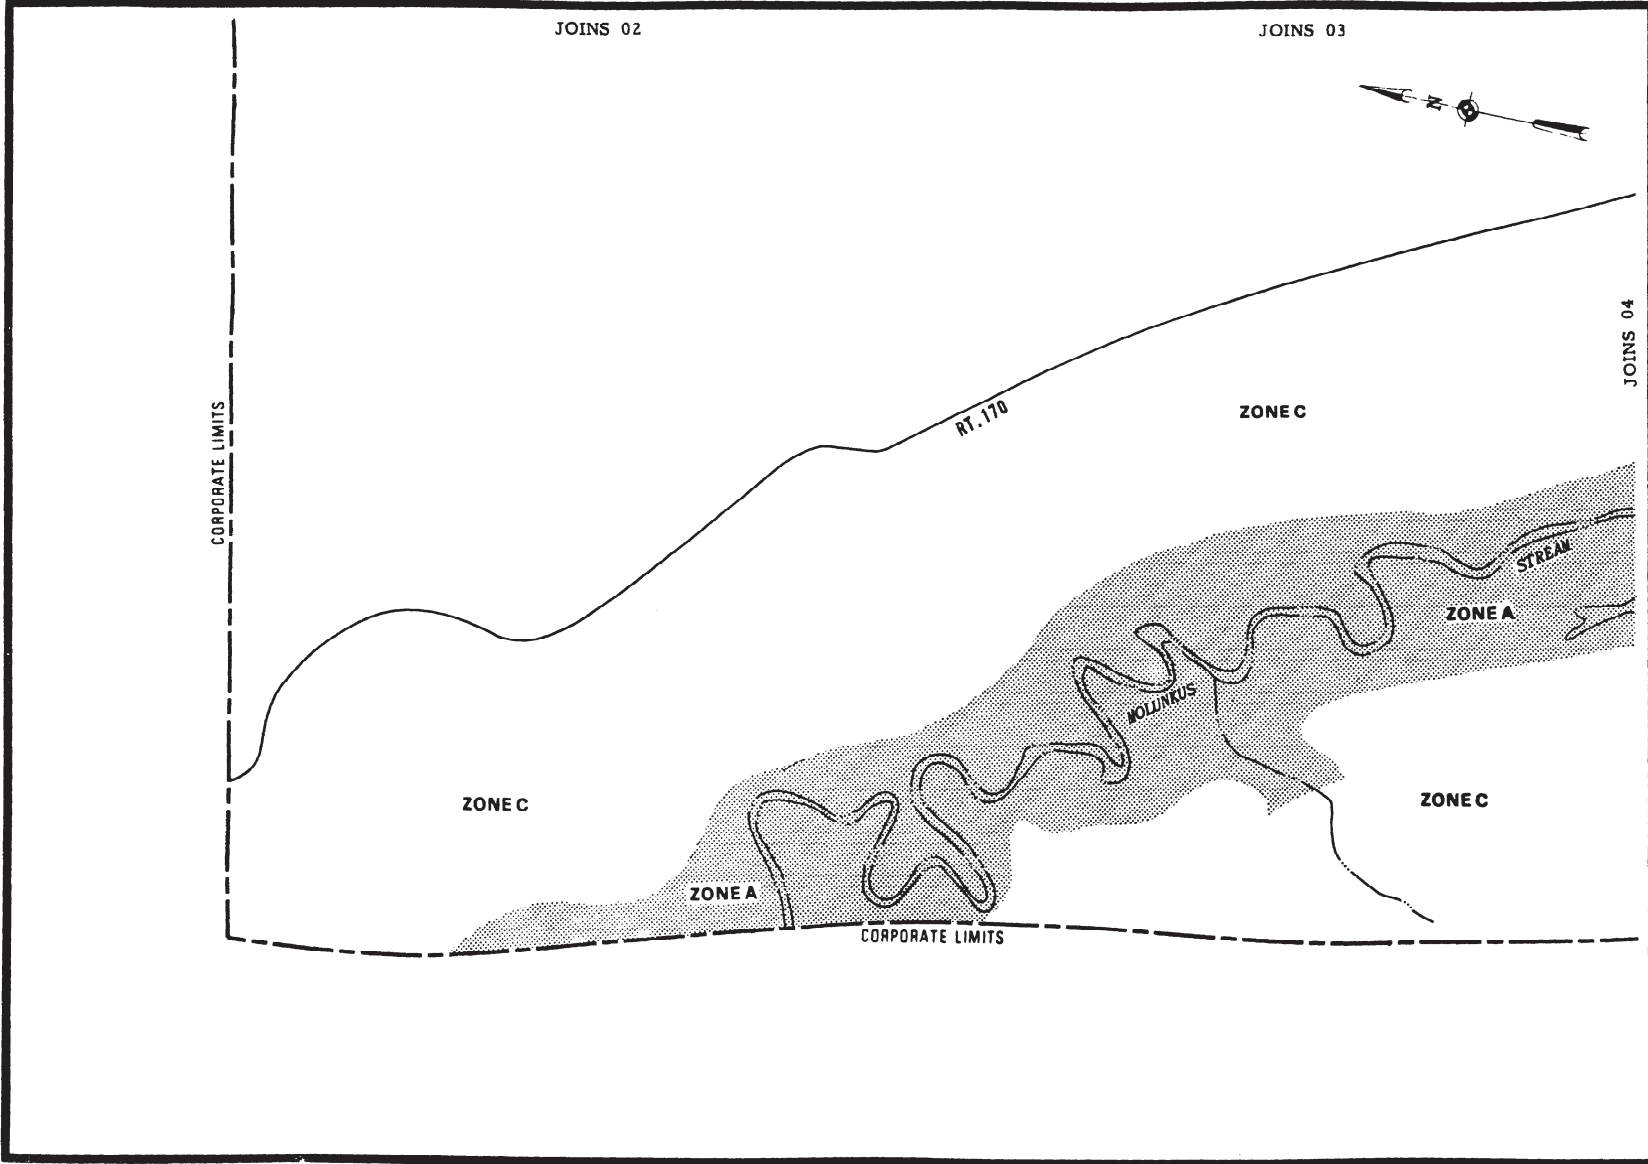 JOINS 02
JOINS 03
N
JOINS 04
CORPORATE LIMITS
RT. 170
ZONE C
STREAM
ZONE A
MOLUNKUS
ZONE C
ZONE C
ZONE A
CORPORATE LIMITS